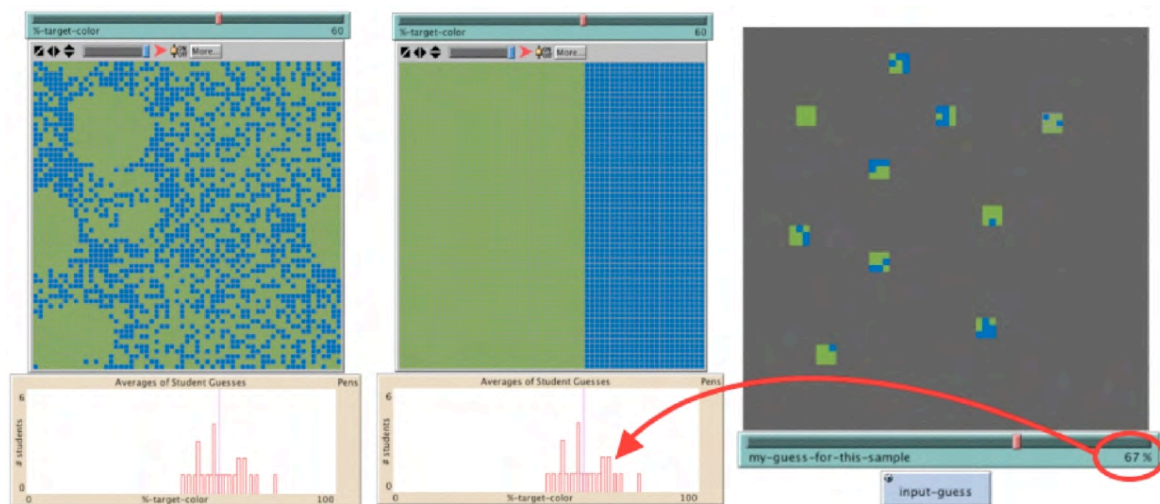 %-target-color 60
More...
Averages of Student Guesses Pens
6
# students
0
0 %-target-color 100
%-target-color 60
More...
Averages of Student Guesses Pens
6
# students
0
0 %-target-color 100
my-guess-for-this-sample 67 %
input-guess